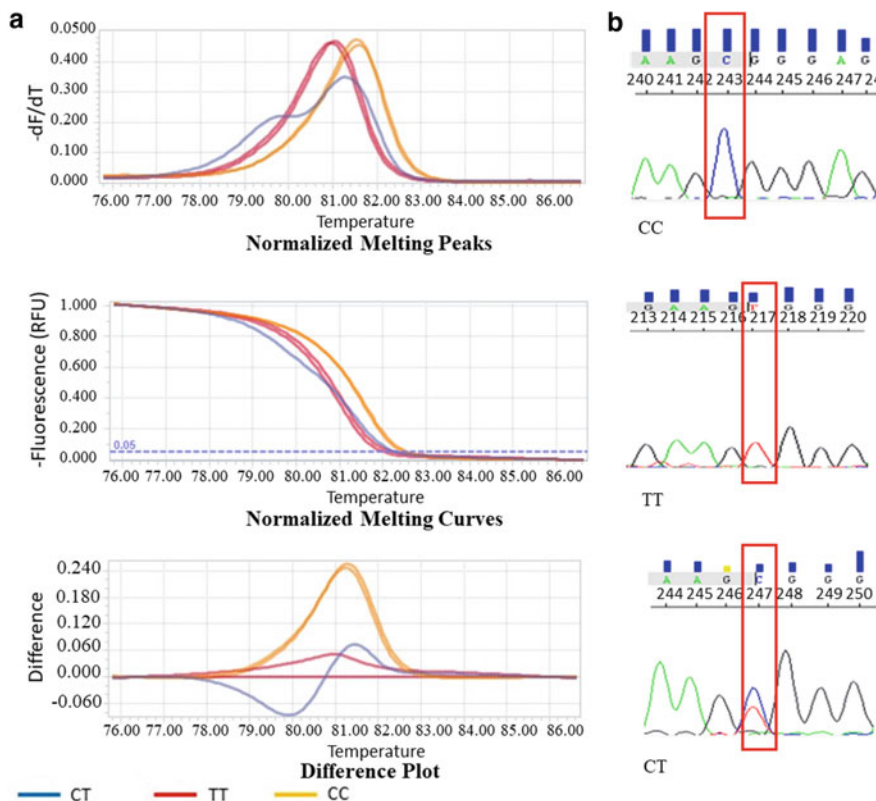 a
0.0500
0.400
0.300
0.200
0.100
0.000
-dF/dT
76.00 77.00 78.00 79.00 80.00 81.00 82.00 83.00 84.00 85.00 86.00
Temperature
Normalized Melting Peaks
1.000
0.800
0.600
0.400
0.200
0.000
-Fluorescence (RFU)
0.05
76.00 77.00 78.00 79.00 80.00 81.00 82.00 83.00 84.00 85.00 86.00
Temperature
Normalized Melting Curves
0.240
0.180
0.120
0.060
0.000
-0.060
Difference
76.00 77.00 78.00 79.00 80.00 81.00 82.00 83.00 84.00 85.00 86.00
Temperature
Difference Plot
CT TT CC
b
A A G C G G G A G
240 241 242 243 244 245 246 247 24
CC
G A A G T G G G
213 214 215 216 217 218 219 220
TT
A A G C G G G
244 245 246 247 248 249 250
CT